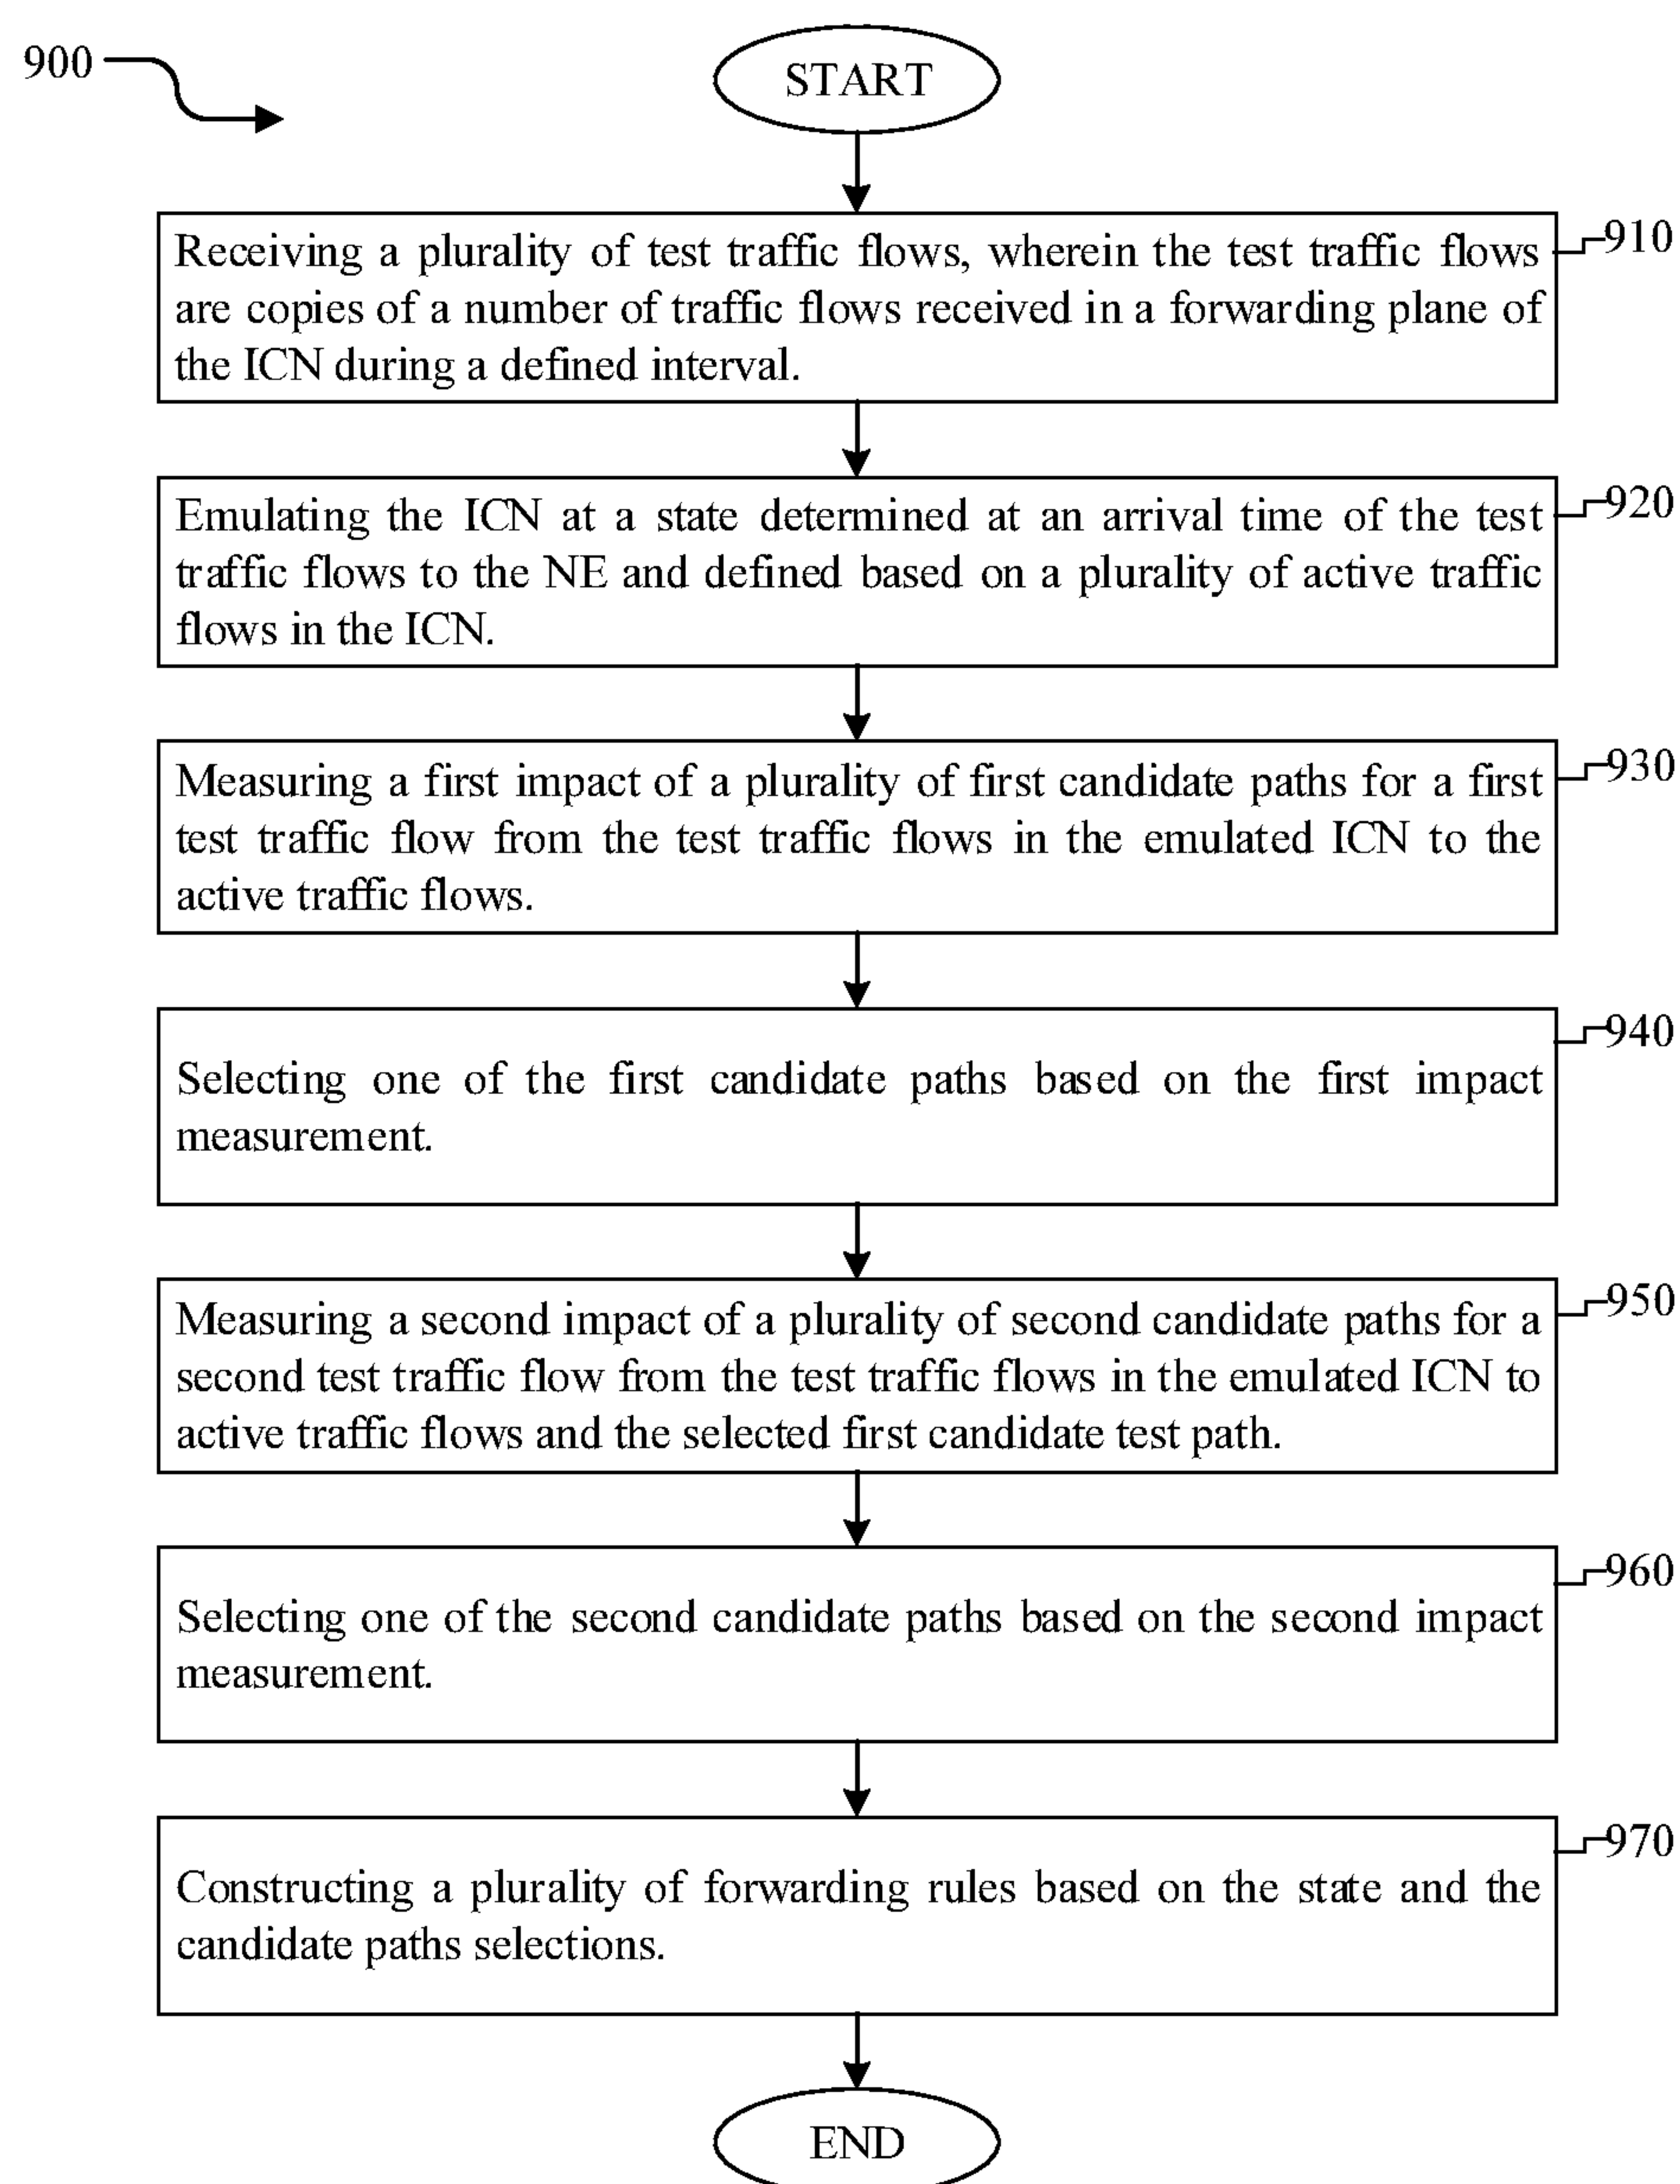 900
START
910
Receiving a plurality of test traffic flows, wherein the test traffic flows
are copies of a number of traffic flows received in a forwarding plane of
the ICN during a defined interval.
920
Emulating the ICN at a state determined at an arrival time of the test
traffic flows to the NE and defined based on a plurality of active traffic
flows in the ICN.
930
Measuring a first impact of a plurality of first candidate paths for a first
test traffic flow from the test traffic flows in the emulated ICN to the
active traffic flows.
940
Selecting one of the first candidate paths based on the first impact
measurement.
950
Measuring a second impact of a plurality of second candidate paths for a
second test traffic flow from the test traffic flows in the emulated ICN to
active traffic flows and the selected first candidate test path.
960
Selecting one of the second candidate paths based on the second impact
measurement.
970
Constructing a plurality of forwarding rules based on the state and the
candidate paths selections.
END